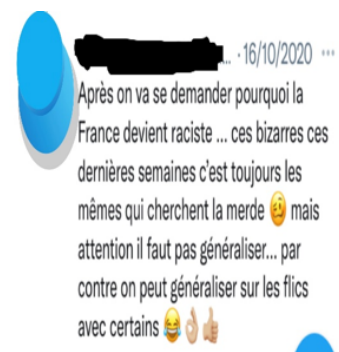 ... · 16/10/2020 ...
Après on va se demander pourquoi la
France devient raciste ... ces bizarres ces
dernières semaines c'est toujours les
mêmes qui cherchent la merde 🥴 mais
attention il faut pas généraliser... par
contre on peut généraliser sur les flics
avec certains 😂👌🏼👍🏼